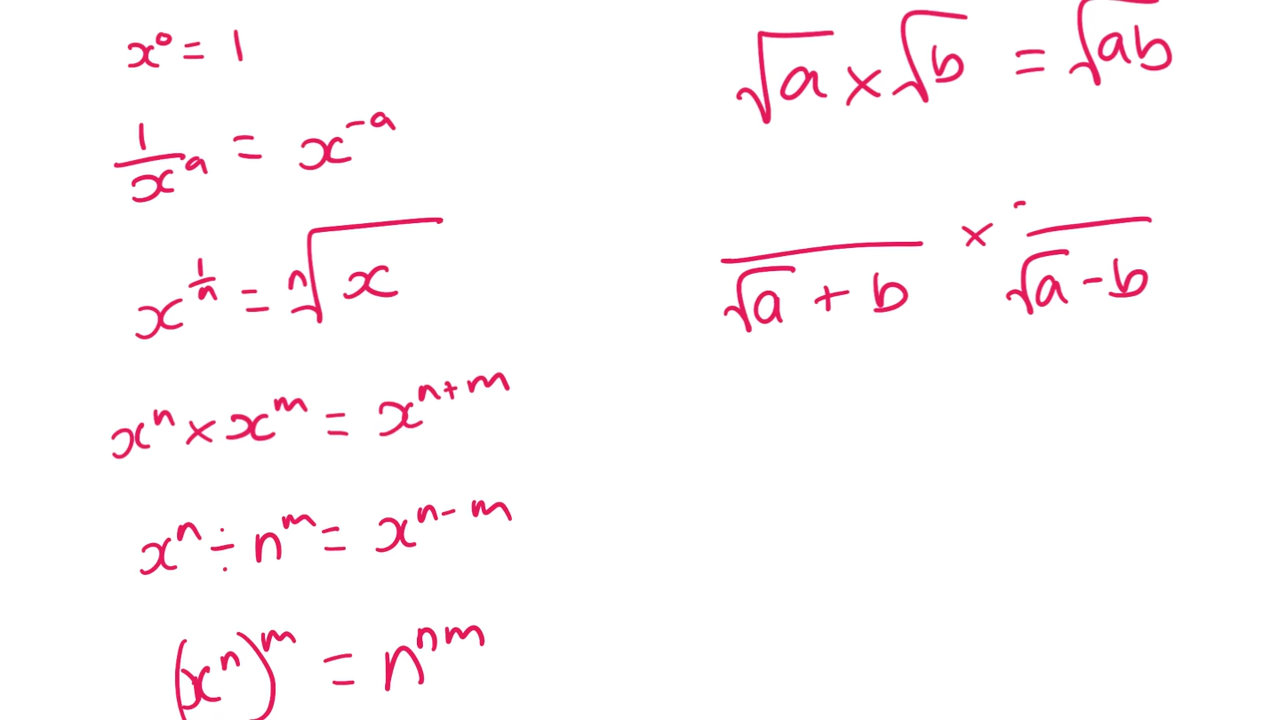 x⁰ = 1
1/xᵃ = x⁻ᵃ
x^(1/n) = ⁿ√x
xⁿ × xᵐ = xⁿ⁺ᵐ
xⁿ ÷ nᵐ = xⁿ⁻ᵐ
(xⁿ)ᵐ = nⁿᵐ
√a × √b = √ab
/(√a + b) × /(√a - b)